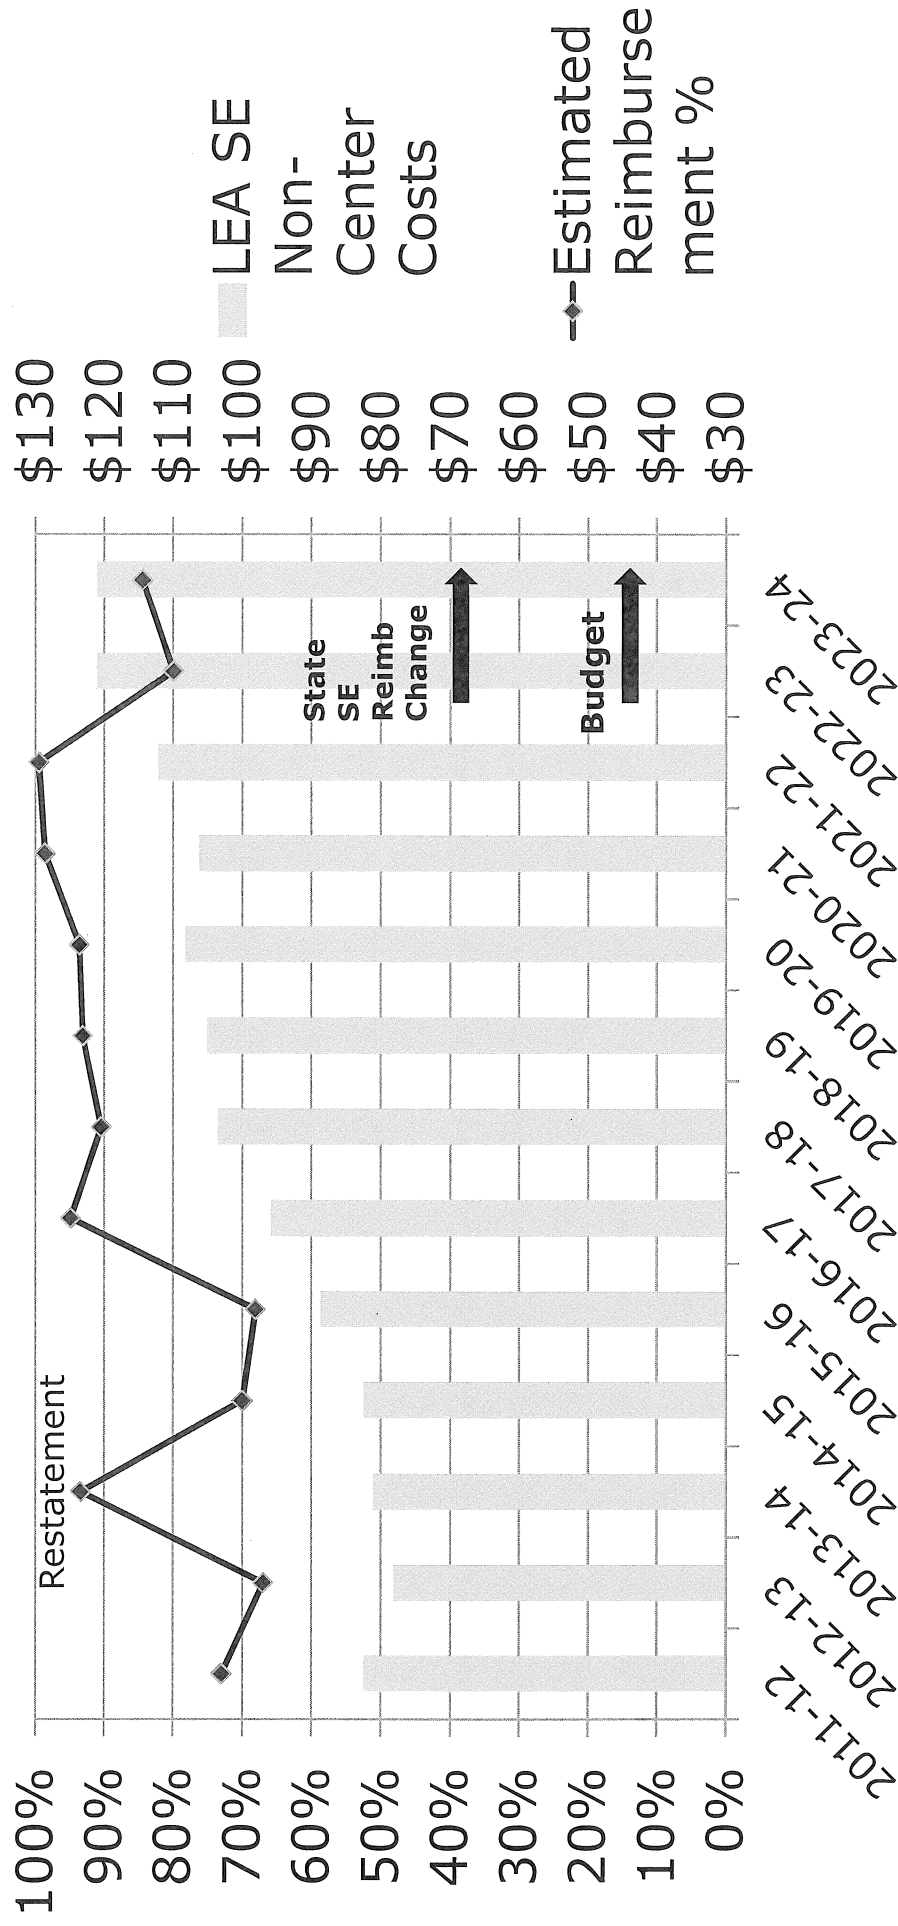 Restatement
100%
90%
80%
70%
60%
50%
40%
30%
20%
10%
0%
$130
$120
$110
$100
$90
$80
$70
$60
$50
$40
$30
State
SE
Reimb
Change
Budget
2011-12
2012-13
2013-14
2014-15
2015-16
2016-17
2017-18
2018-19
2019-20
2020-21
2021-22
2022-23
2023-24
LEA SE
Non-
Center
Costs
Estimated
Reimburse
ment %